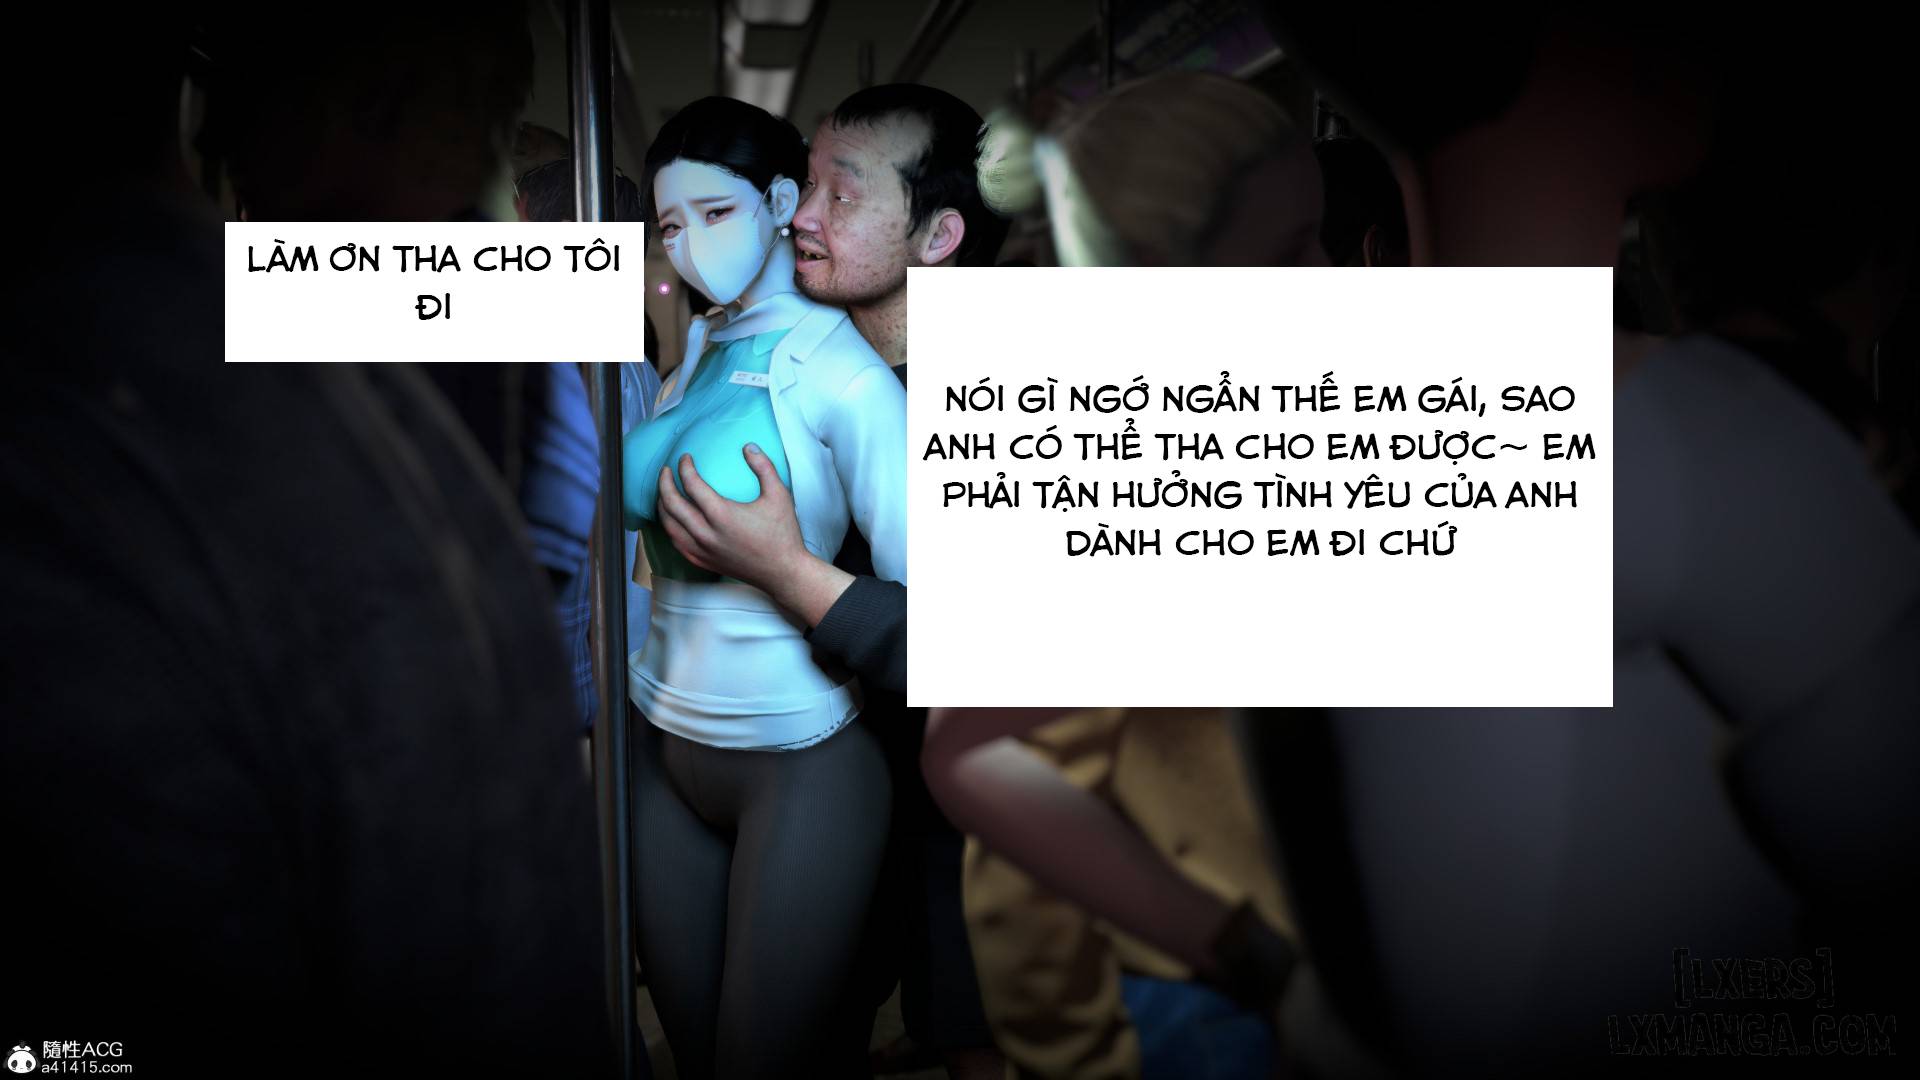 LÀM ƠN THA CHO TÔI
ĐI
NÓI GÌ NGỚ NGẨN THẾ EM GÁI, SAO
ANH CÓ THỂ THA CHO EM ĐƯỢC~ EM
PHẢI TẬN HƯỞNG TÌNH YÊU CỦA ANH
DÀNH CHO EM ĐI CHỨ
[LXERS]
LXMANGA.COM
隨性ACG
a41415.com